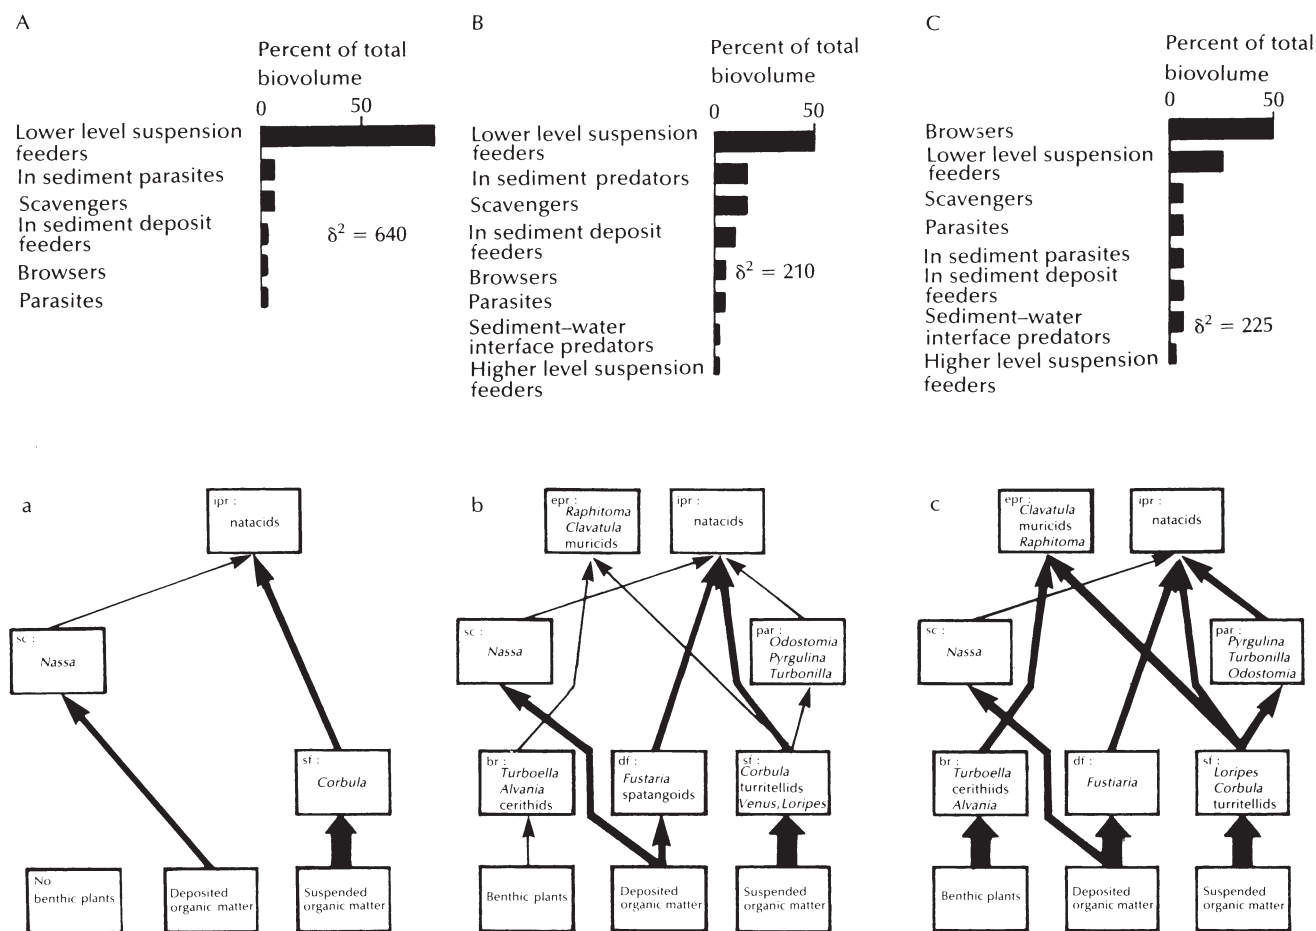 A
Percent of total
biovolume
0 50
Lower level suspension
feeders
In sediment parasites
Scavengers
In sediment deposit
feeders
δ² = 640
Browsers
Parasites
B
Percent of total
biovolume
0 50
Lower level suspension
feeders
In sediment predators
Scavengers
In sediment deposit
feeders
Browsers
δ² = 210
Parasites
Sediment–water
interface predators
Higher level suspension
feeders
C
Percent of total
biovolume
0 50
Browsers
Lower level suspension
feeders
Scavengers
Parasites
In sediment parasites
In sediment deposit
feeders
Sediment–water
interface predators
δ² = 225
Higher level suspension
feeders
a
ipr :
natacids
sc :
Nassa
sf :
Corbula
No
benthic plants
Deposited
organic matter
Suspended
organic matter
b
epr :
Raphitoma
Clavatula
muricids
ipr :
natacids
sc :
Nassa
par :
Odostomia
Pyrgulina
Turbonilla
br :
Turboella
Alvania
cerithids
df :
Fustaria
spatangoids
sf :
Corbula
turritellids
Venus, Loripes
Benthic plants
Deposited
organic matter
Suspended
organic matter
c
epr :
Clavatula
muricids
Raphitoma
ipr :
natacids
sc :
Nassa
par :
Pyrgulina
Turbonilla
Odostomia
br :
Turboella
cerithiids
Alvania
df :
Fustiaria
sf :
Loripes
Corbula
turritellids
Benthic plants
Deposited
organic matter
Suspended
organic matter